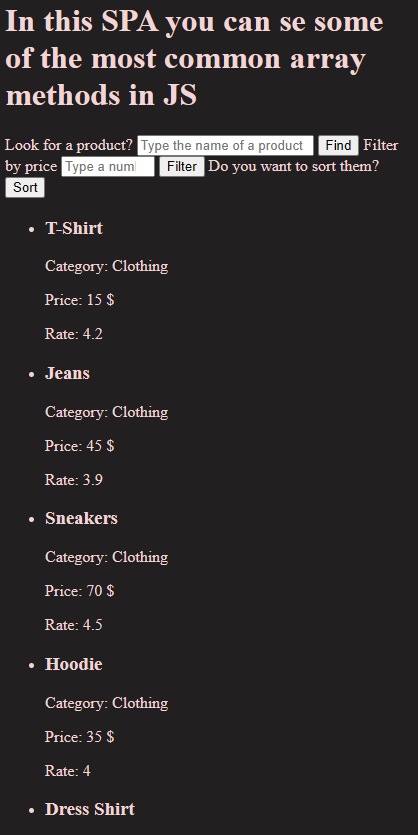 In this SPA you can se some
of the most common array
methods in JS
Look for a product? Type the name of a product Find Filter
by price Type a num Filter Do you want to sort them?
Sort
T-Shirt
Category: Clothing
Price: 15 $
Rate: 4.2
Jeans
Category: Clothing
Price: 45 $
Rate: 3.9
Sneakers
Category: Clothing
Price: 70 $
Rate: 4.5
Hoodie
Category: Clothing
Price: 35 $
Rate: 4
Dress Shirt